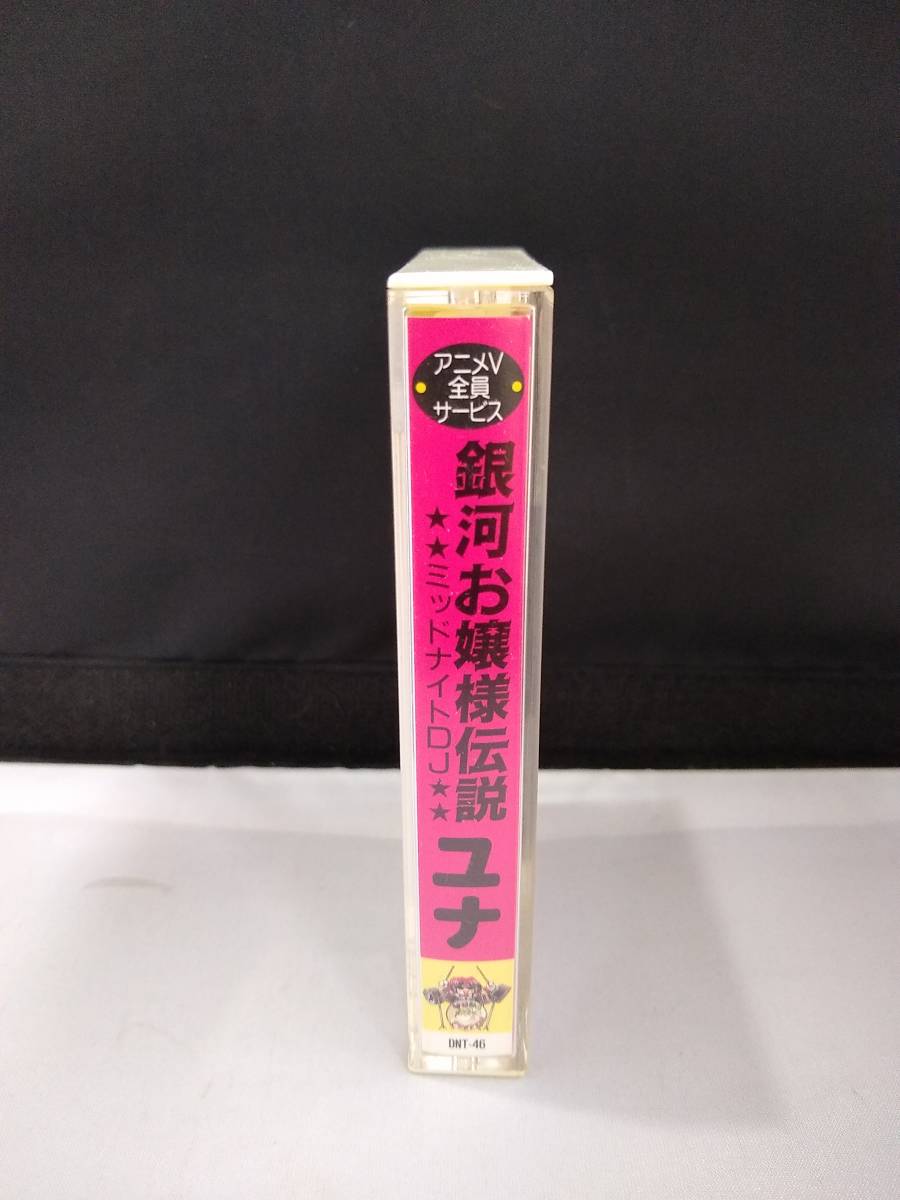 アニメV
全員
サービス
銀河お嬢様伝説ユナ
★★ミッドナイトDJ★★
DNT-46